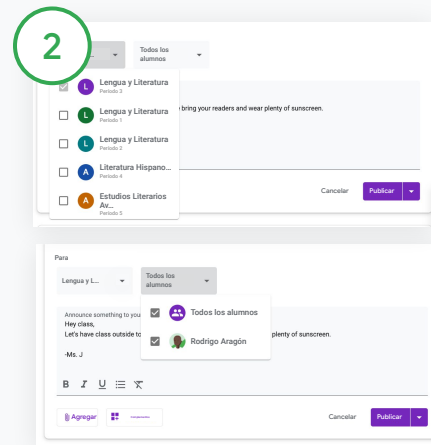 2
Todos los
alumnos
L Lengua y Literatura
Período 3
L Lengua y Literatura
Período 1
bring your readers and wear plenty of sunscreen.
L Lengua y Literatura
Período 2
A Literatura Hispano...
Período 4
Cancelar Publicar
A Estudios Literarios
Av...
Período 5
Para
Lengua y L... Todos los
alumnos
Announce something to you
Todos los alumnos
Hey class,
Let's have class outside to plenty of sunscreen.
Rodrigo Aragón
-Ms. J
B I U
Agregar Cancelar Publicar